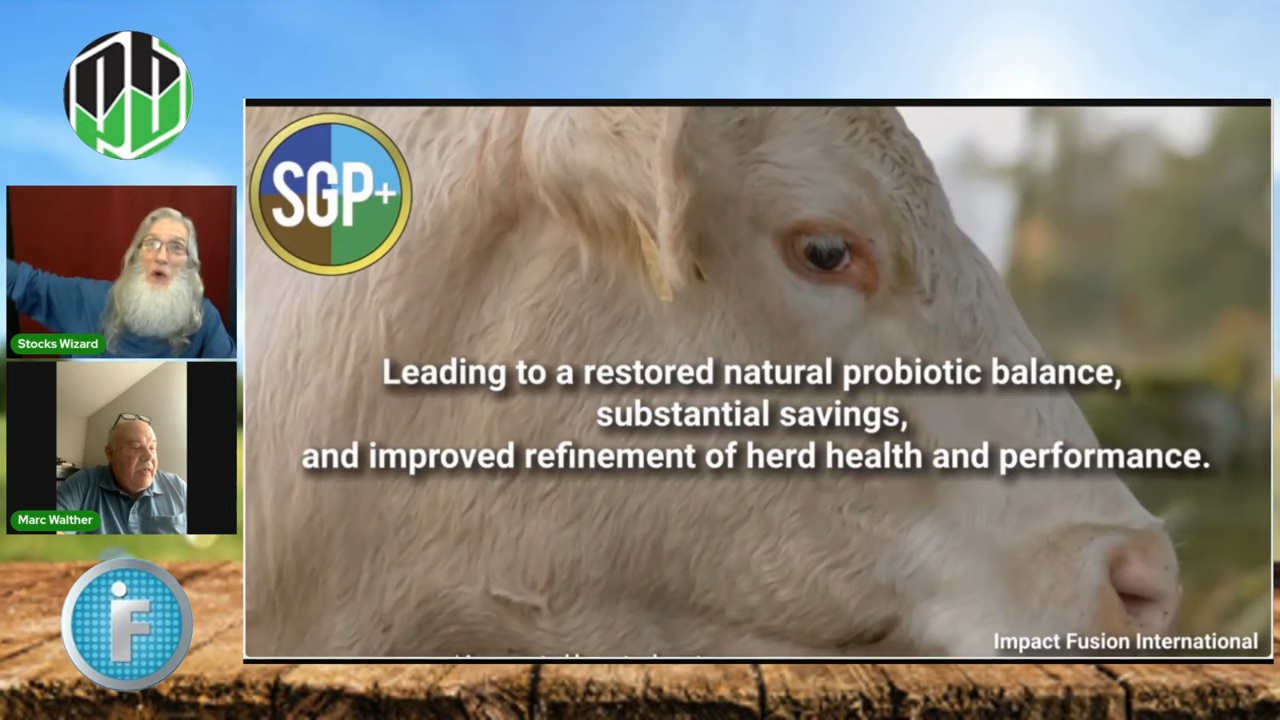 SGP+
Stocks Wizard
Leading to a restored natural probiotic balance,
substantial savings,
and improved refinement of herd health and performance.
Marc Walther
iF
Impact Fusion International